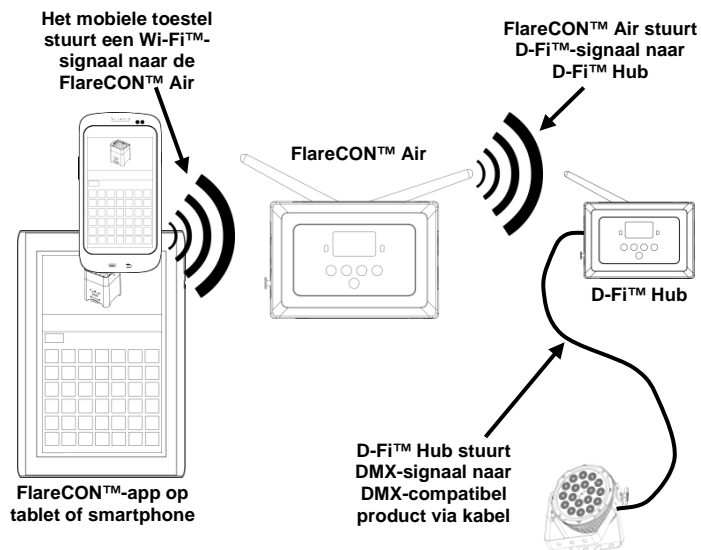 Het mobiele toestel
stuurt een Wi-Fi™-
signaal naar de
FlareCON™ Air
FlareCON™ Air stuurt
D-Fi™-signaal naar
D-Fi™ Hub
FlareCON™ Air
D-Fi™ Hub
D-Fi™ Hub stuurt
DMX-signaal naar
DMX-compatibel
product via kabel
FlareCON™-app op
tablet of smartphone